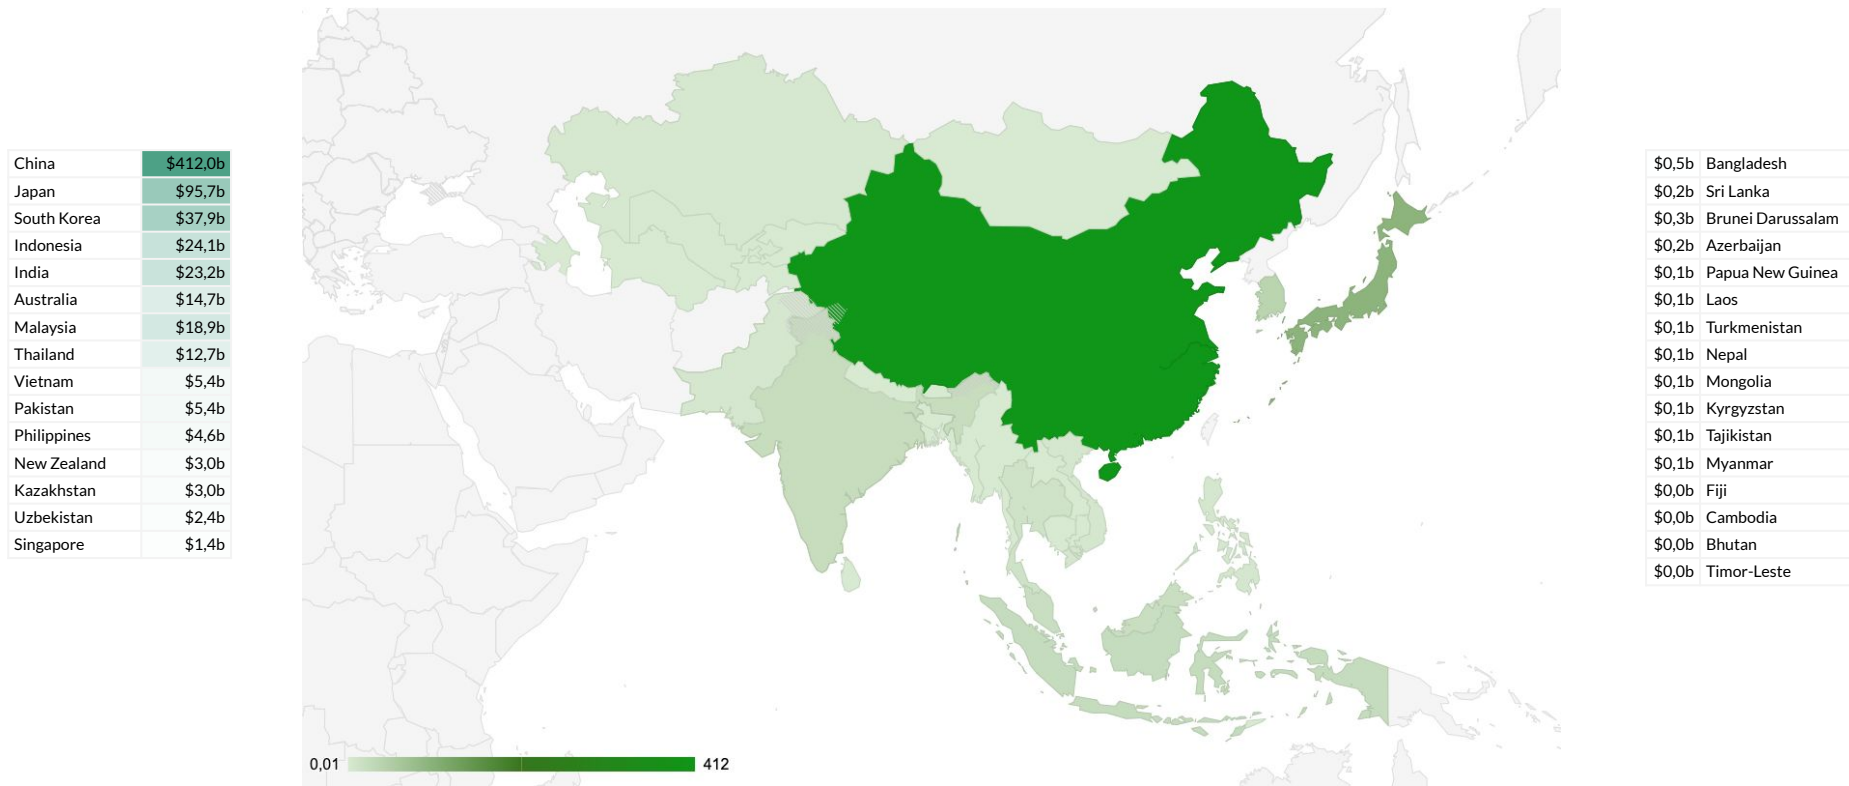 China $412,0b
Japan $95,7b
South Korea $37,9b
Indonesia $24,1b
India $23,2b
Australia $14,7b
Malaysia $18,9b
Thailand $12,7b
Vietnam $5,4b
Pakistan $5,4b
Philippines $4,6b
New Zealand $3,0b
Kazakhstan $3,0b
Uzbekistan $2,4b
Singapore $1,4b
0,01 412
$0,5b Bangladesh
$0,2b Sri Lanka
$0,3b Brunei Darussalam
$0,2b Azerbaijan
$0,1b Papua New Guinea
$0,1b Laos
$0,1b Turkmenistan
$0,1b Nepal
$0,1b Mongolia
$0,1b Kyrgyzstan
$0,1b Tajikistan
$0,1b Myanmar
$0,0b Fiji
$0,0b Cambodia
$0,0b Bhutan
$0,0b Timor-Leste